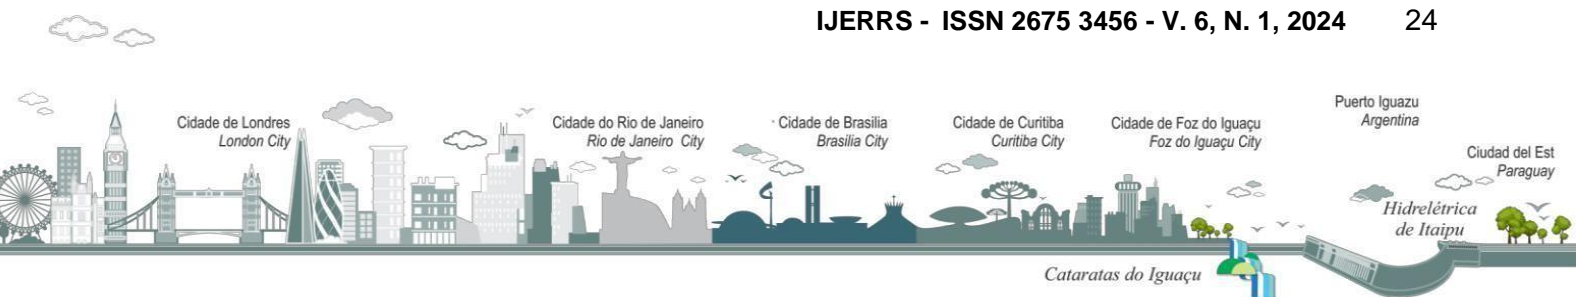 IJERRS - ISSN 2675 3456 - V. 6, N. 1, 2024 24
Cidade de Londres
London City
Cidade do Rio de Janeiro
Rio de Janeiro City
Cidade de Brasilia
Brasilia City
Cidade de Curitiba
Curitiba City
Cidade de Foz do Iguaçu
Foz do Iguaçu City
Puerto Iguazu
Argentina
Ciudad del Est
Paraguay
Hidrelétrica
de Itaipu
Cataratas do Iguaçu